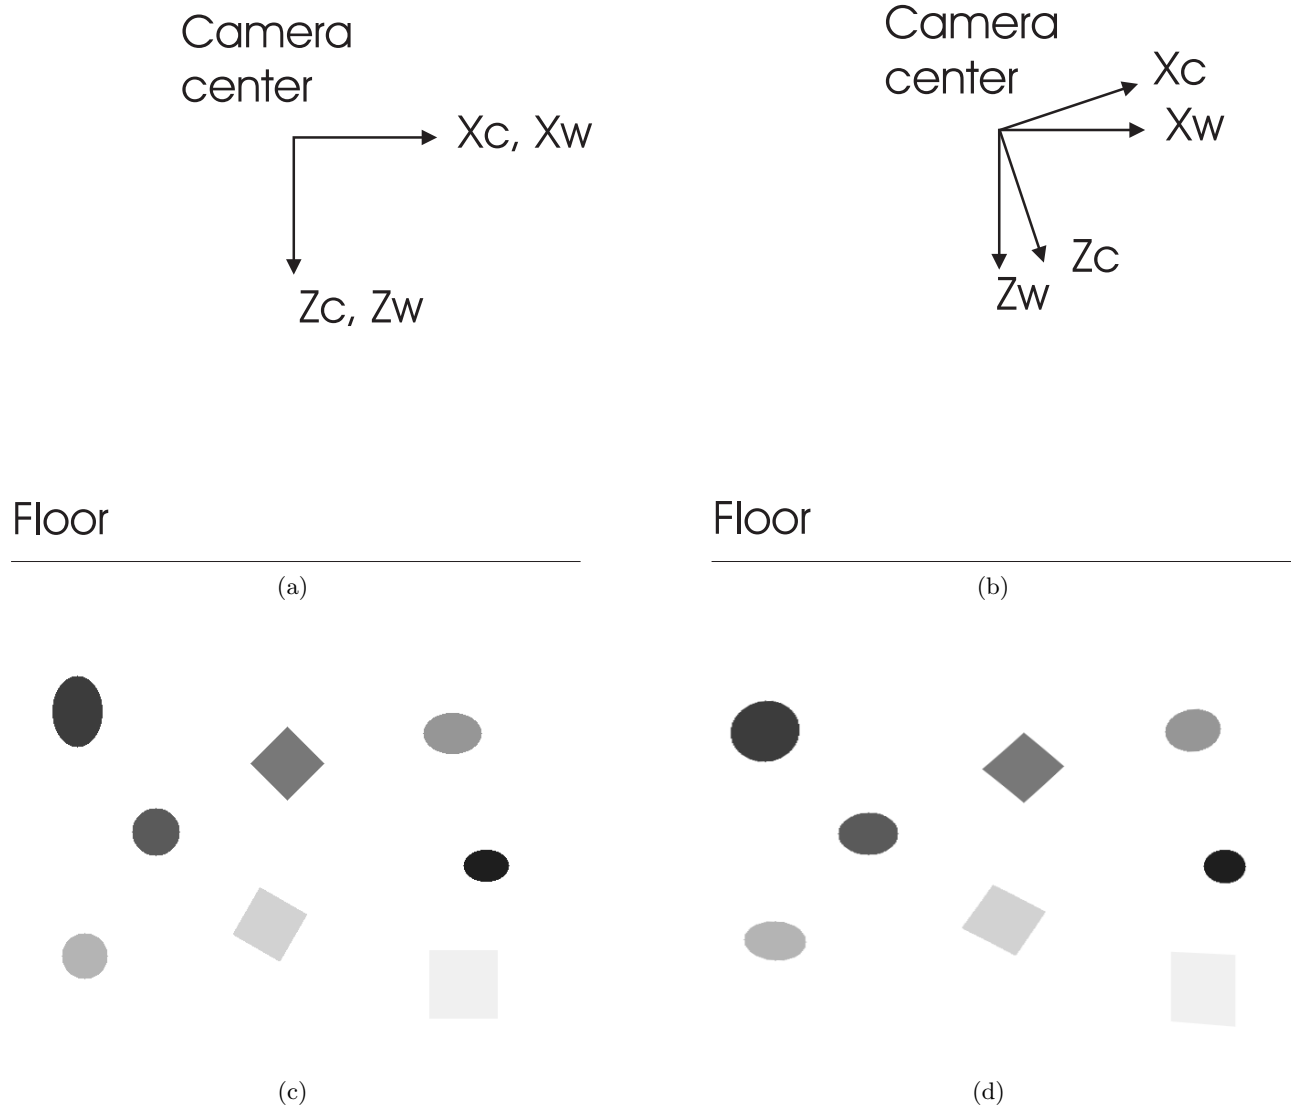 Camera
center
Xc, Xw
Zc, Zw
Floor
(a)
Camera
center
Xc
Xw
Zc
Zw
Floor
(b)
(c)
(d)